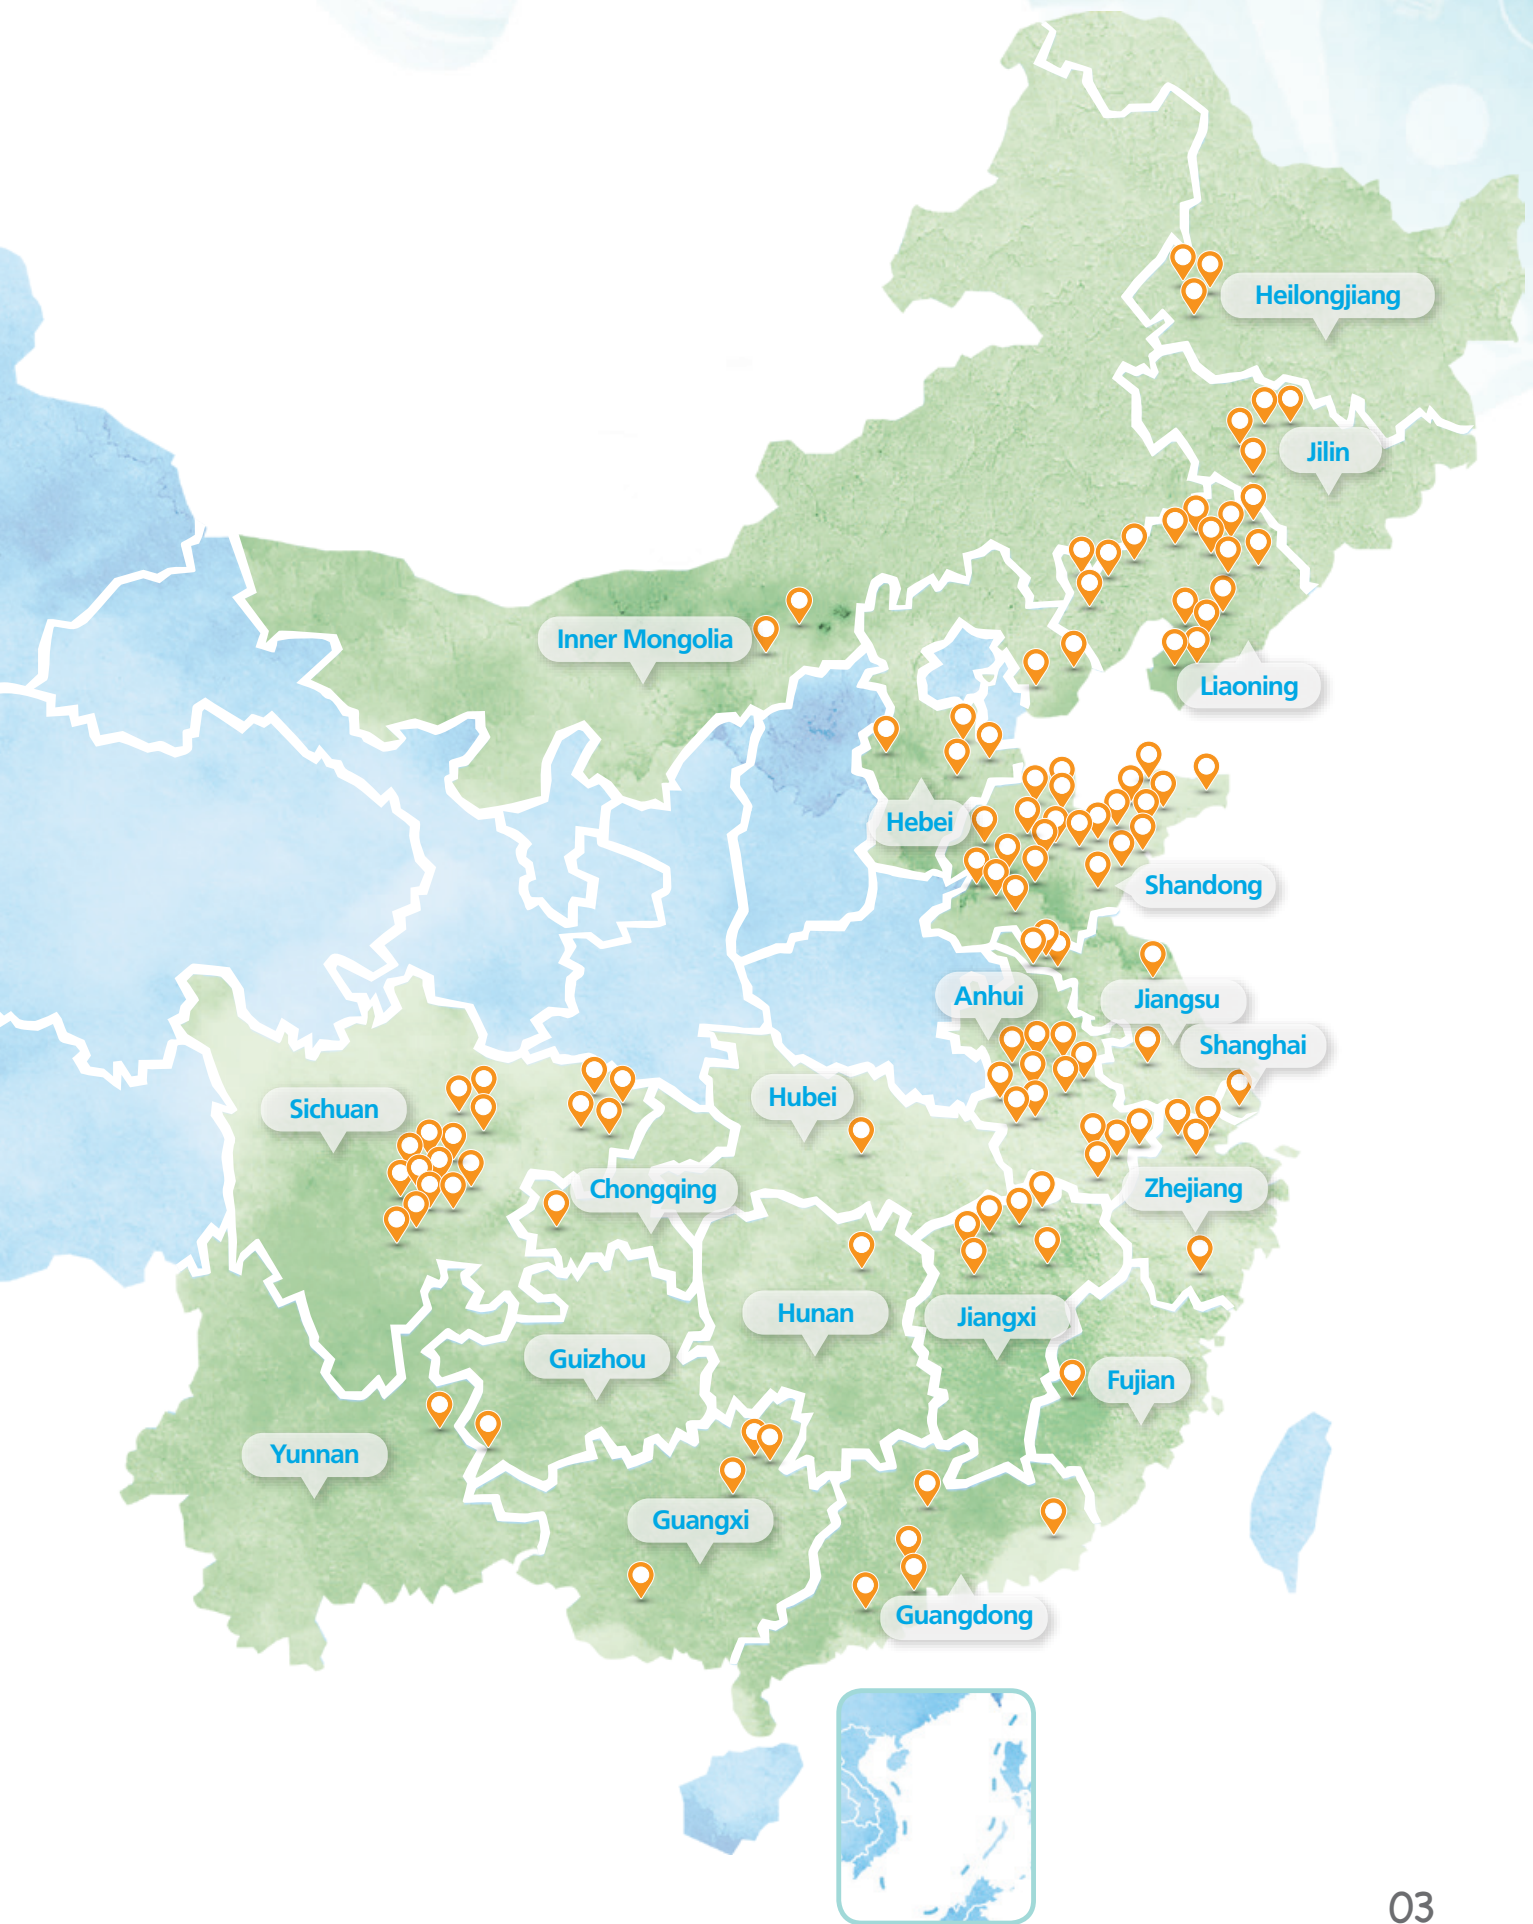 Heilongjiang
Jilin
Inner Mongolia
Liaoning
Hebei
Shandong
Anhui
Jiangsu
Shanghai
Sichuan
Hubei
Chongqing
Zhejiang
Hunan
Jiangxi
Guizhou
Fujian
Yunnan
Guangxi
Guangdong
03